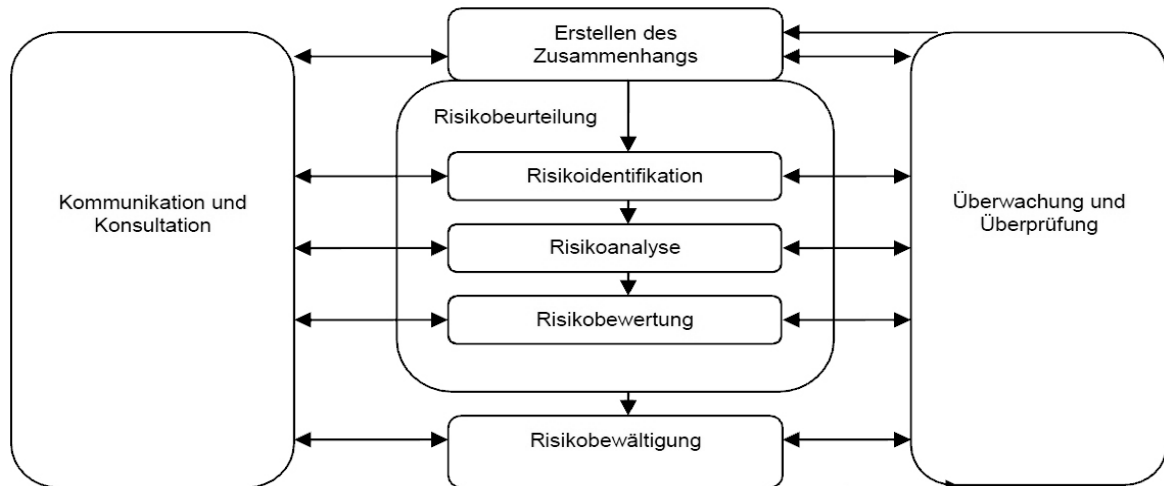 Erstellen des
Zusammenhangs
Risikobeurteilung
Risikoidentifikation
Kommunikation und
Konsultation
Überwachung und
Überprüfung
Risikoanalyse
Risikobewertung
Risikobewältigung